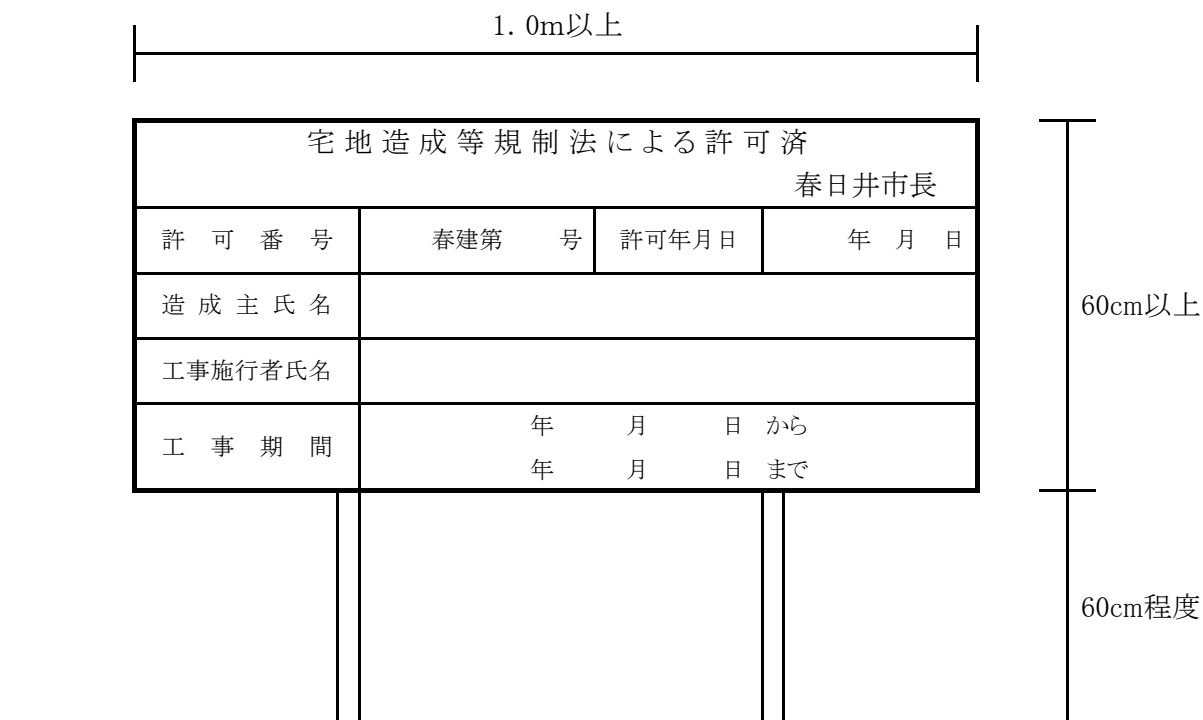 1．0m以上
宅地造成等規制法による許可済
春日井市長
許可番号 春建第 号 許可年月日 年 月 日
造成主氏名
工事施行者氏名
工事期間
年 月 日 から
年 月 日 まで
60cm以上
60cm程度